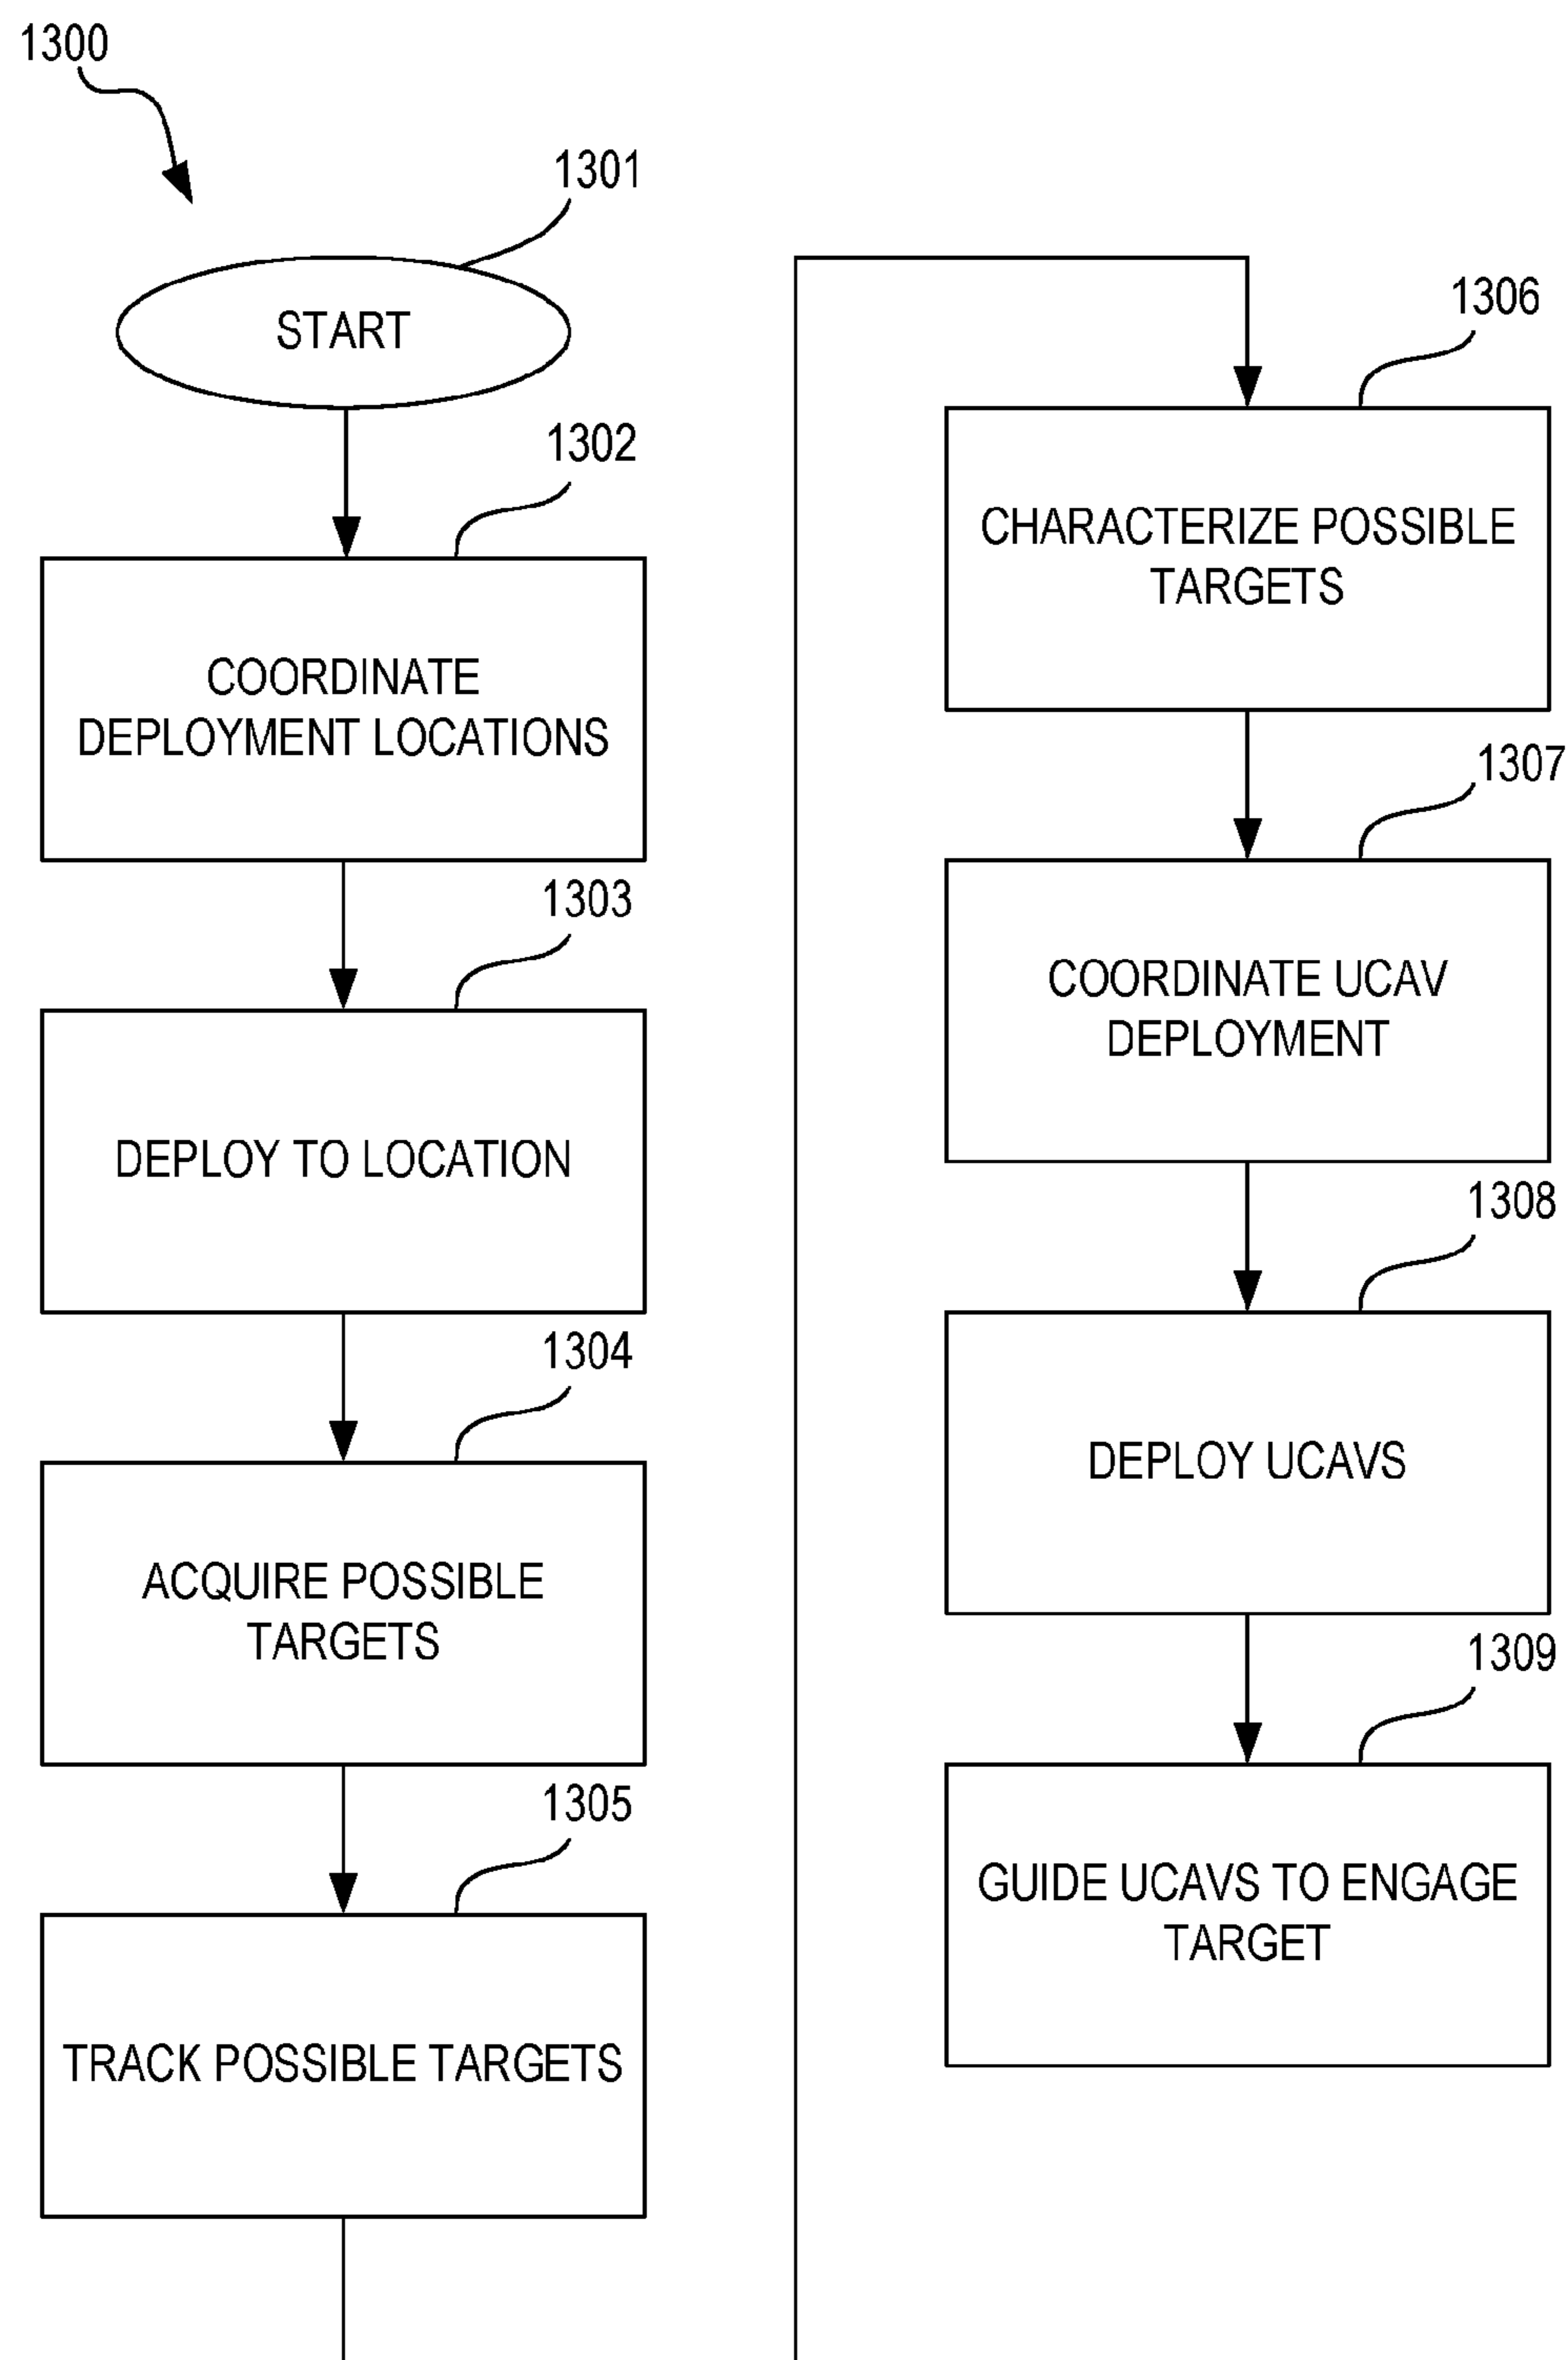 1300
1301
START
1302
COORDINATE
DEPLOYMENT LOCATIONS
1303
DEPLOY TO LOCATION
1304
ACQUIRE POSSIBLE
TARGETS
1305
TRACK POSSIBLE TARGETS
1306
CHARACTERIZE POSSIBLE
TARGETS
1307
COORDINATE UCAV
DEPLOYMENT
1308
DEPLOY UCAVS
1309
GUIDE UCAVS TO ENGAGE
TARGET